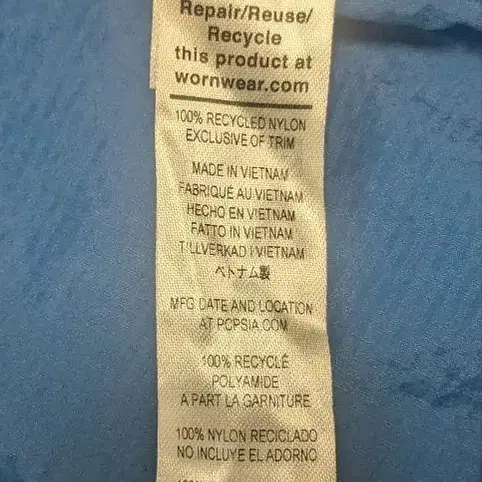 Repair/Reuse/
Recycle
this product at
wornwear.com
100% RECYCLED NYLON
EXCLUSIVE OF TRIM
MADE IN VIETNAM
FABRIQUÉ AU VIETNAM
HECHO EN VIETNAM
FATTO IN VIETNAM
TILLVERKAD I VIETNAM
ベトナム製
MFG DATE AND LOCATION
AT PCPSIA.COM
100% RECYCLÉ
POLYAMIDE
A PART LA GARNITURE
100% NYLON RECICLADO
NO INCLUYE EL ADORNO